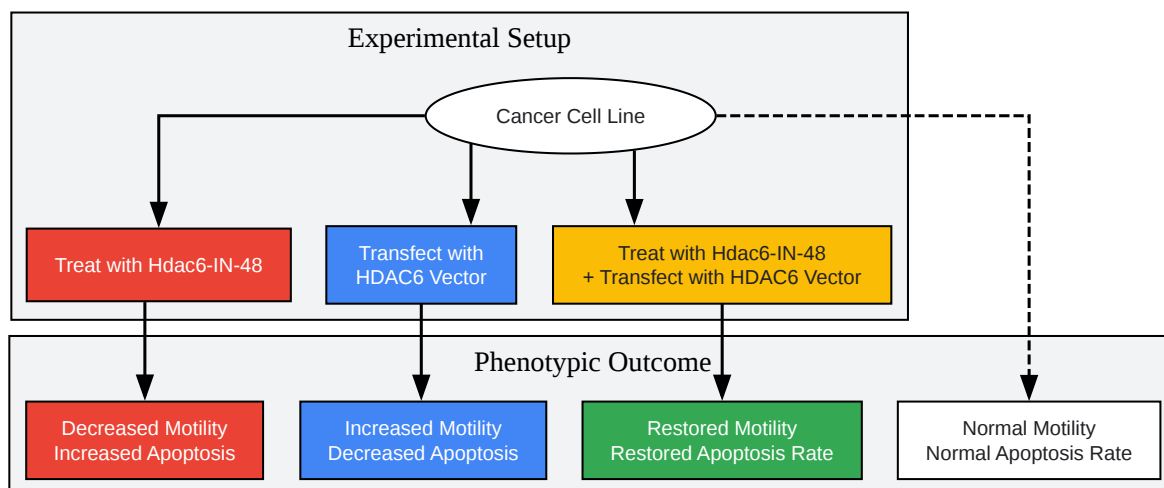 Experimental Setup
Cancer Cell Line
Treat with Hdac6-IN-48
Transfect with
HDAC6 Vector
Treat with Hdac6-IN-48
+ Transfect with HDAC6 Vector
Phenotypic Outcome
Decreased Motility
Increased Apoptosis
Increased Motility
Decreased Apoptosis
Restored Motility
Restored Apoptosis Rate
Normal Motility
Normal Apoptosis Rate